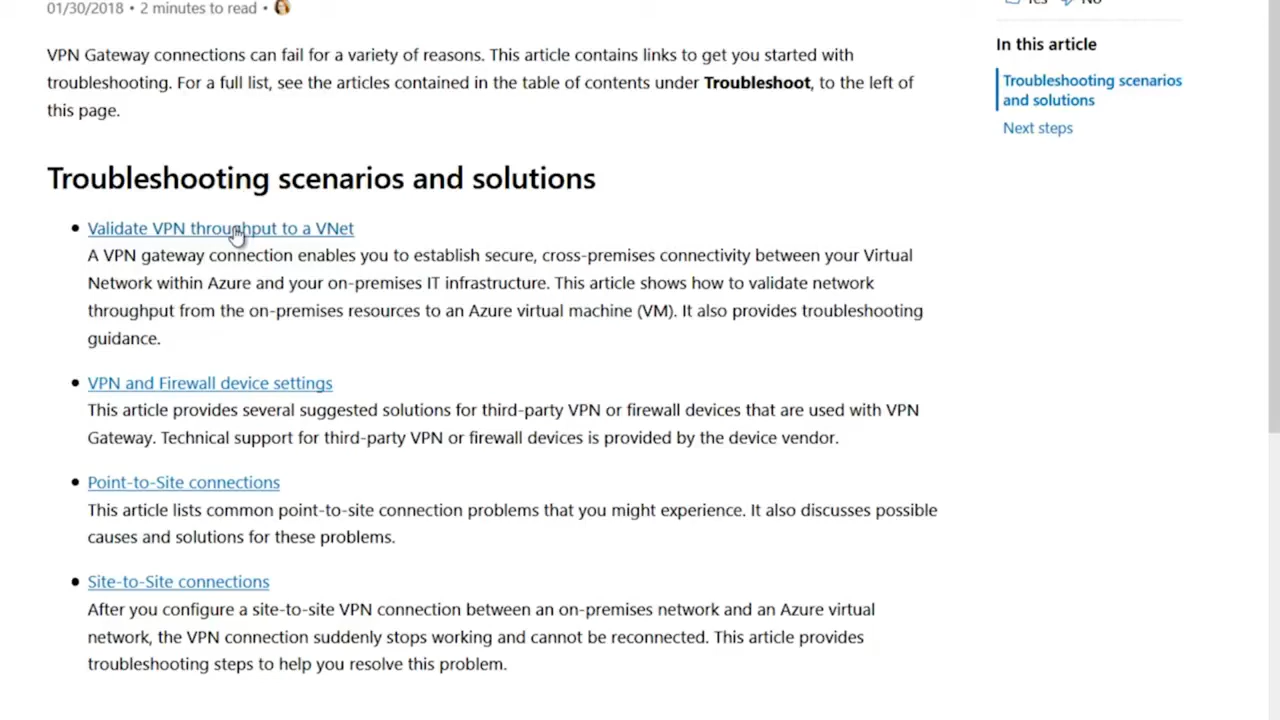 01/30/2018 • 2 minutes to read •
VPN Gateway connections can fail for a variety of reasons. This article contains links to get you started with
troubleshooting. For a full list, see the articles contained in the table of contents under Troubleshoot, to the left of
this page.
Troubleshooting scenarios and solutions
• Validate VPN throughput to a VNet
A VPN gateway connection enables you to establish secure, cross-premises connectivity between your Virtual
Network within Azure and your on-premises IT infrastructure. This article shows how to validate network
throughput from the on-premises resources to an Azure virtual machine (VM). It also provides troubleshooting
guidance.
• VPN and Firewall device settings
This article provides several suggested solutions for third-party VPN or firewall devices that are used with VPN
Gateway. Technical support for third-party VPN or firewall devices is provided by the device vendor.
• Point-to-Site connections
This article lists common point-to-site connection problems that you might experience. It also discusses possible
causes and solutions for these problems.
• Site-to-Site connections
After you configure a site-to-site VPN connection between an on-premises network and an Azure virtual
network, the VPN connection suddenly stops working and cannot be reconnected. This article provides
troubleshooting steps to help you resolve this problem.
Yes No
In this article
Troubleshooting scenarios
and solutions
Next steps